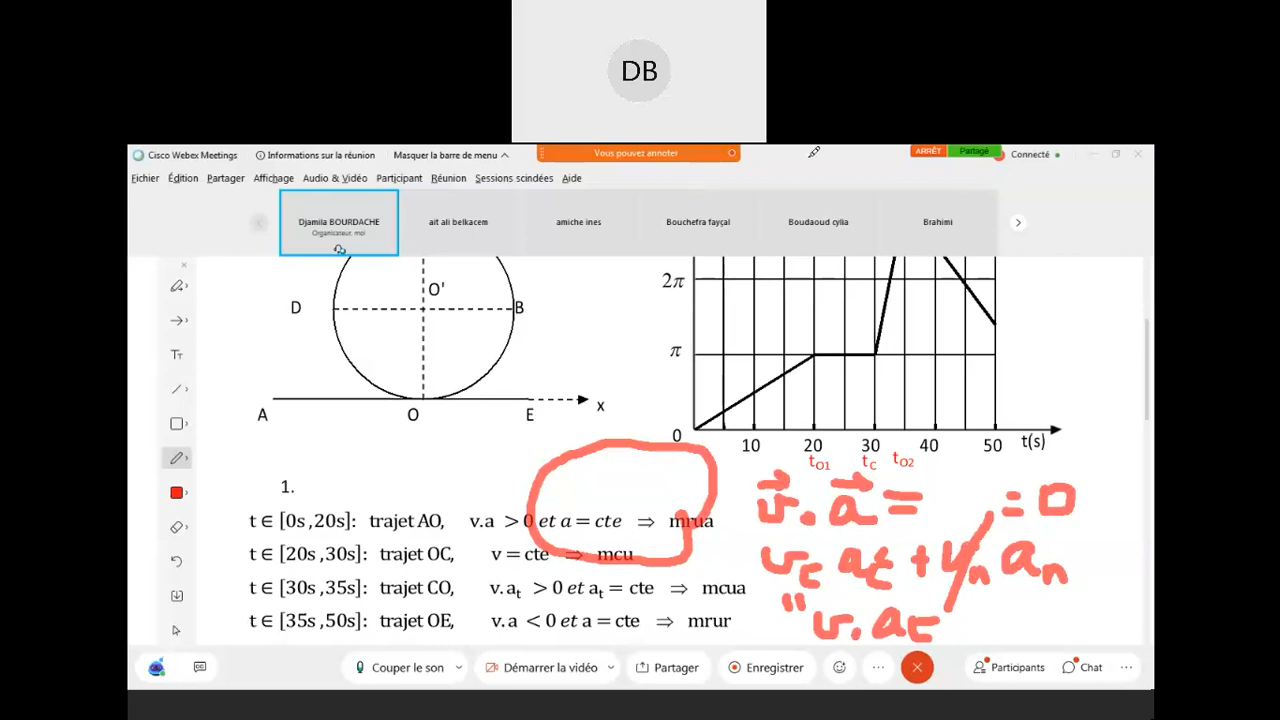 DB
Cisco Webex Meetings Informations sur la réunion Masquer la barre de menu Vous pouvez annoter ARRÊT Partagé Connecté
Fichier Édition Partager Affichage Audio & Vidéo Participant Réunion Sessions scindées Aide
Djamila BOURDACHE ait ali belkacem amiche ines Bouchefra fayçal Boudaoud cylia Brahimi
Organisateur, moi
2π
O'
D B
π
Tт
A O E x
0 10 20 30 40 50 t(s)
tO1 tC tO2
1.
v⃗ . a⃗ = = 0
t ∈ [0s ,20s]: trajet AO, v.a > 0 et a = cte ⇒ mrua
t ∈ [20s ,30s]: trajet OC, v = cte ⇒ mcu
vt at + vn an
t ∈ [30s ,35s]: trajet CO, v. at > 0 et at = cte ⇒ mcua
" v. at
t ∈ [35s ,50s]: trajet OE, v. a < 0 et a = cte ⇒ mrur
Couper le son Démarrer la vidéo Partager Enregistrer Participants Chat